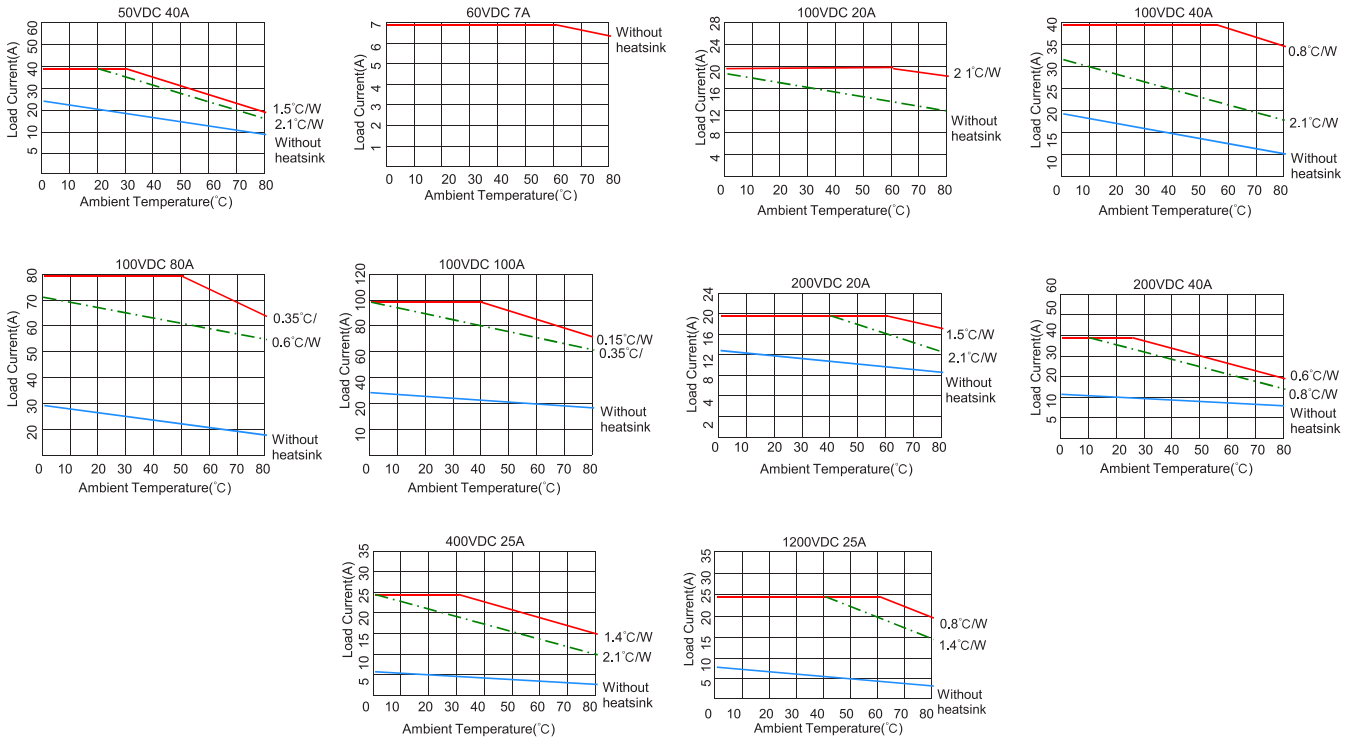 50VDC 40A
Load Current(A)
60
50
40
30
20
10
5
0 10 20 30 40 50 60 70 80
Ambient Temperature(°C)
1.5°C/W
2.1°C/W
Without
heatsink
60VDC 7A
Load Current(A)
7
6
5
4
3
2
1
0 10 20 30 40 50 60 70 80
Ambient Temperature(°C)
Without
heatsink
100VDC 20A
Load Current(A)
28
24
20
16
12
8
4
0 10 20 30 40 50 60 70 80
Ambient Temperature(°C)
2 1°C/W
Without
heatsink
100VDC 40A
Load Current(A)
40
35
30
25
20
15
10
0 10 20 30 40 50 60 70 80
Ambient Temperature(°C)
0.8°C/W
2.1°C/W
Without
heatsink
100VDC 80A
Load Current(A)
80
70
60
50
40
30
20
0 10 20 30 40 50 60 70 80
Ambient Temperature(°C)
0.35°C/
0.6°C/W
Without
heatsink
100VDC 100A
Load Current(A)
120
100
80
60
40
20
10
0 10 20 30 40 50 60 70 80
Ambient Temperature(°C)
0.15°C/W
0.35°C/
Without
heatsink
200VDC 20A
Load Current(A)
24
20
16
12
8
4
2
0 10 20 30 40 50 60 70 80
Ambient Temperature(°C)
1.5°C/W
2.1°C/W
Without
heatsink
200VDC 40A
Load Current(A)
60
50
40
30
20
10
5
0 10 20 30 40 50 60 70 80
Ambient Temperature(°C)
0.6°C/W
0.8°C/W
Without
heatsink
400VDC 25A
Load Current(A)
35
30
25
20
15
10
5
0 10 20 30 40 50 60 70 80
Ambient Temperature(°C)
1.4°C/W
2.1°C/W
Without
heatsink
1200VDC 25A
Load Current(A)
35
30
25
20
15
10
5
0 10 20 30 40 50 60 70 80
Ambient Temperature(°C)
0.8°C/W
1.4°C/W
Without
heatsink